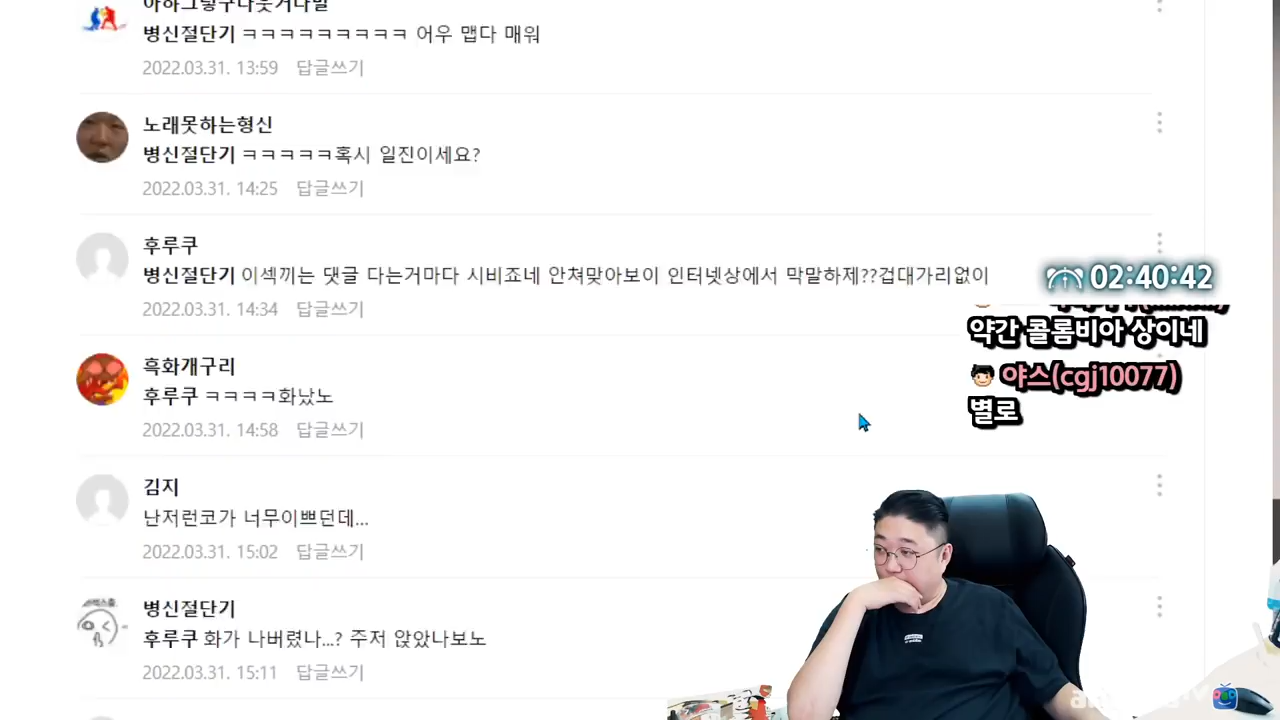 아하그렇구나웃거나말
병신절단기 ㅋㅋㅋㅋㅋㅋㅋㅋㅋ 어우 맵다 매워
2022.03.31. 13:59 답글쓰기
노래못하는형신
병신절단기 ㅋㅋㅋㅋㅋ혹시 일진이세요?
2022.03.31. 14:25 답글쓰기
후루쿠
병신절단기 이섹끼는 댓글 다는거마다 시비죠네 안쳐맞아보이 인터넷상에서 막말하제??겁대가리없이
2022.03.31. 14:34 답글쓰기
02:40:42
약간 콜롬비아 상이네
야스(cgj10077)
별로
흑화개구리
후루쿠 ㅋㅋㅋㅋ화났노
2022.03.31. 14:58 답글쓰기
김지
난저런코가 너무이쁘던데...
2022.03.31. 15:02 답글쓰기
병신절단기
후루쿠 화가 나버렸나...? 주저 앉았나보노
2022.03.31. 15:11 답글쓰기